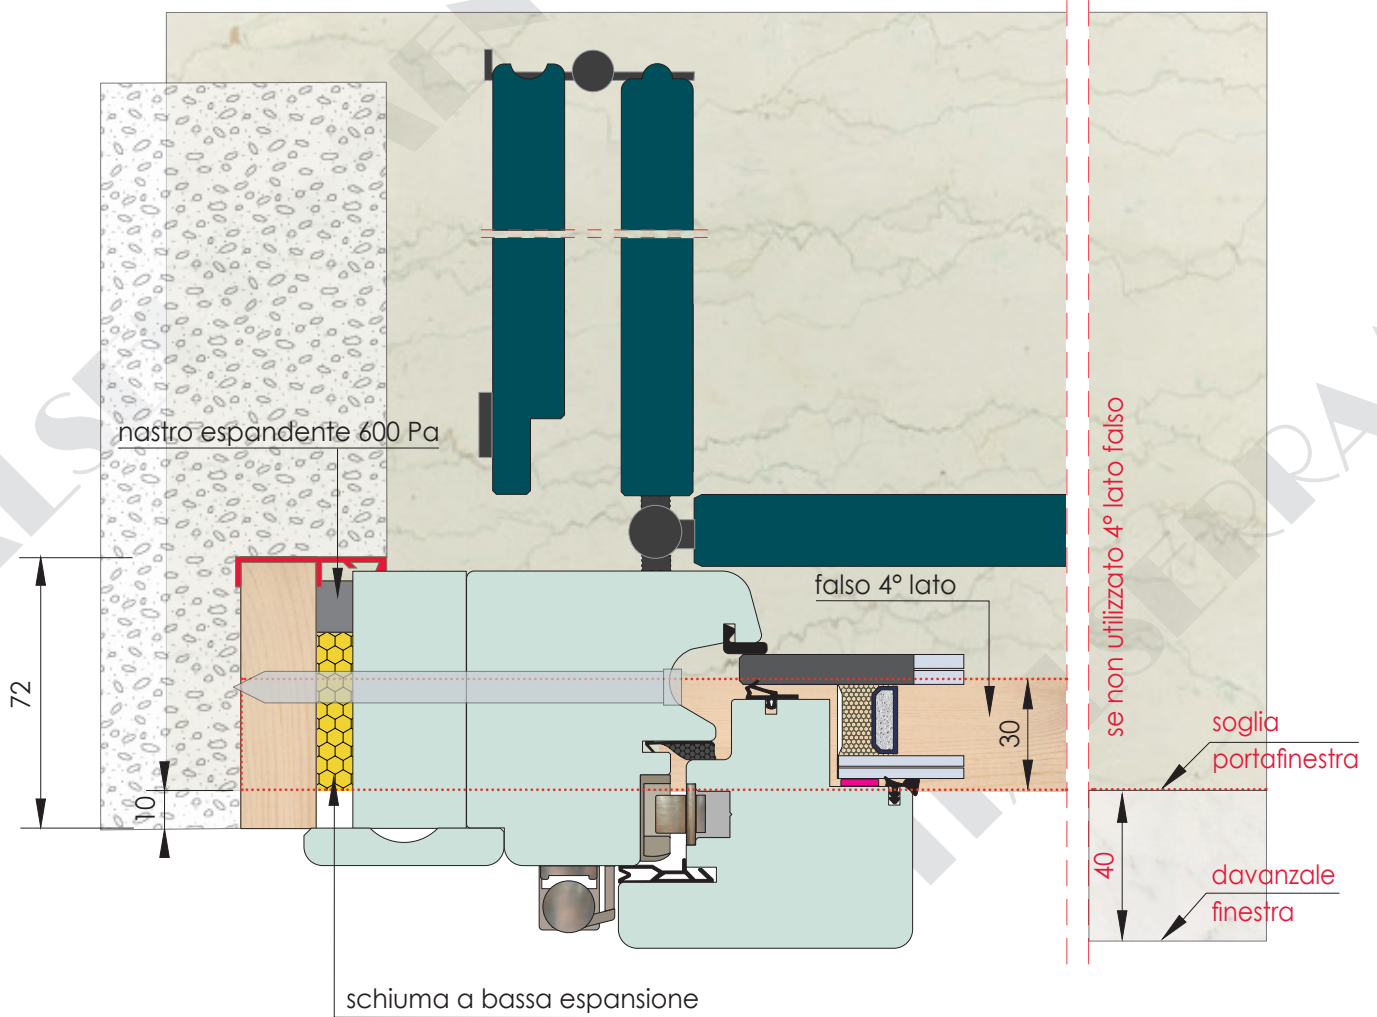 nastro espandente 600 Pa
falso 4° lato
se non utilizzato 4° lato falso
72
10
30
soglia
portafinestra
40
davanzale
finestra
schiuma a bassa espansione